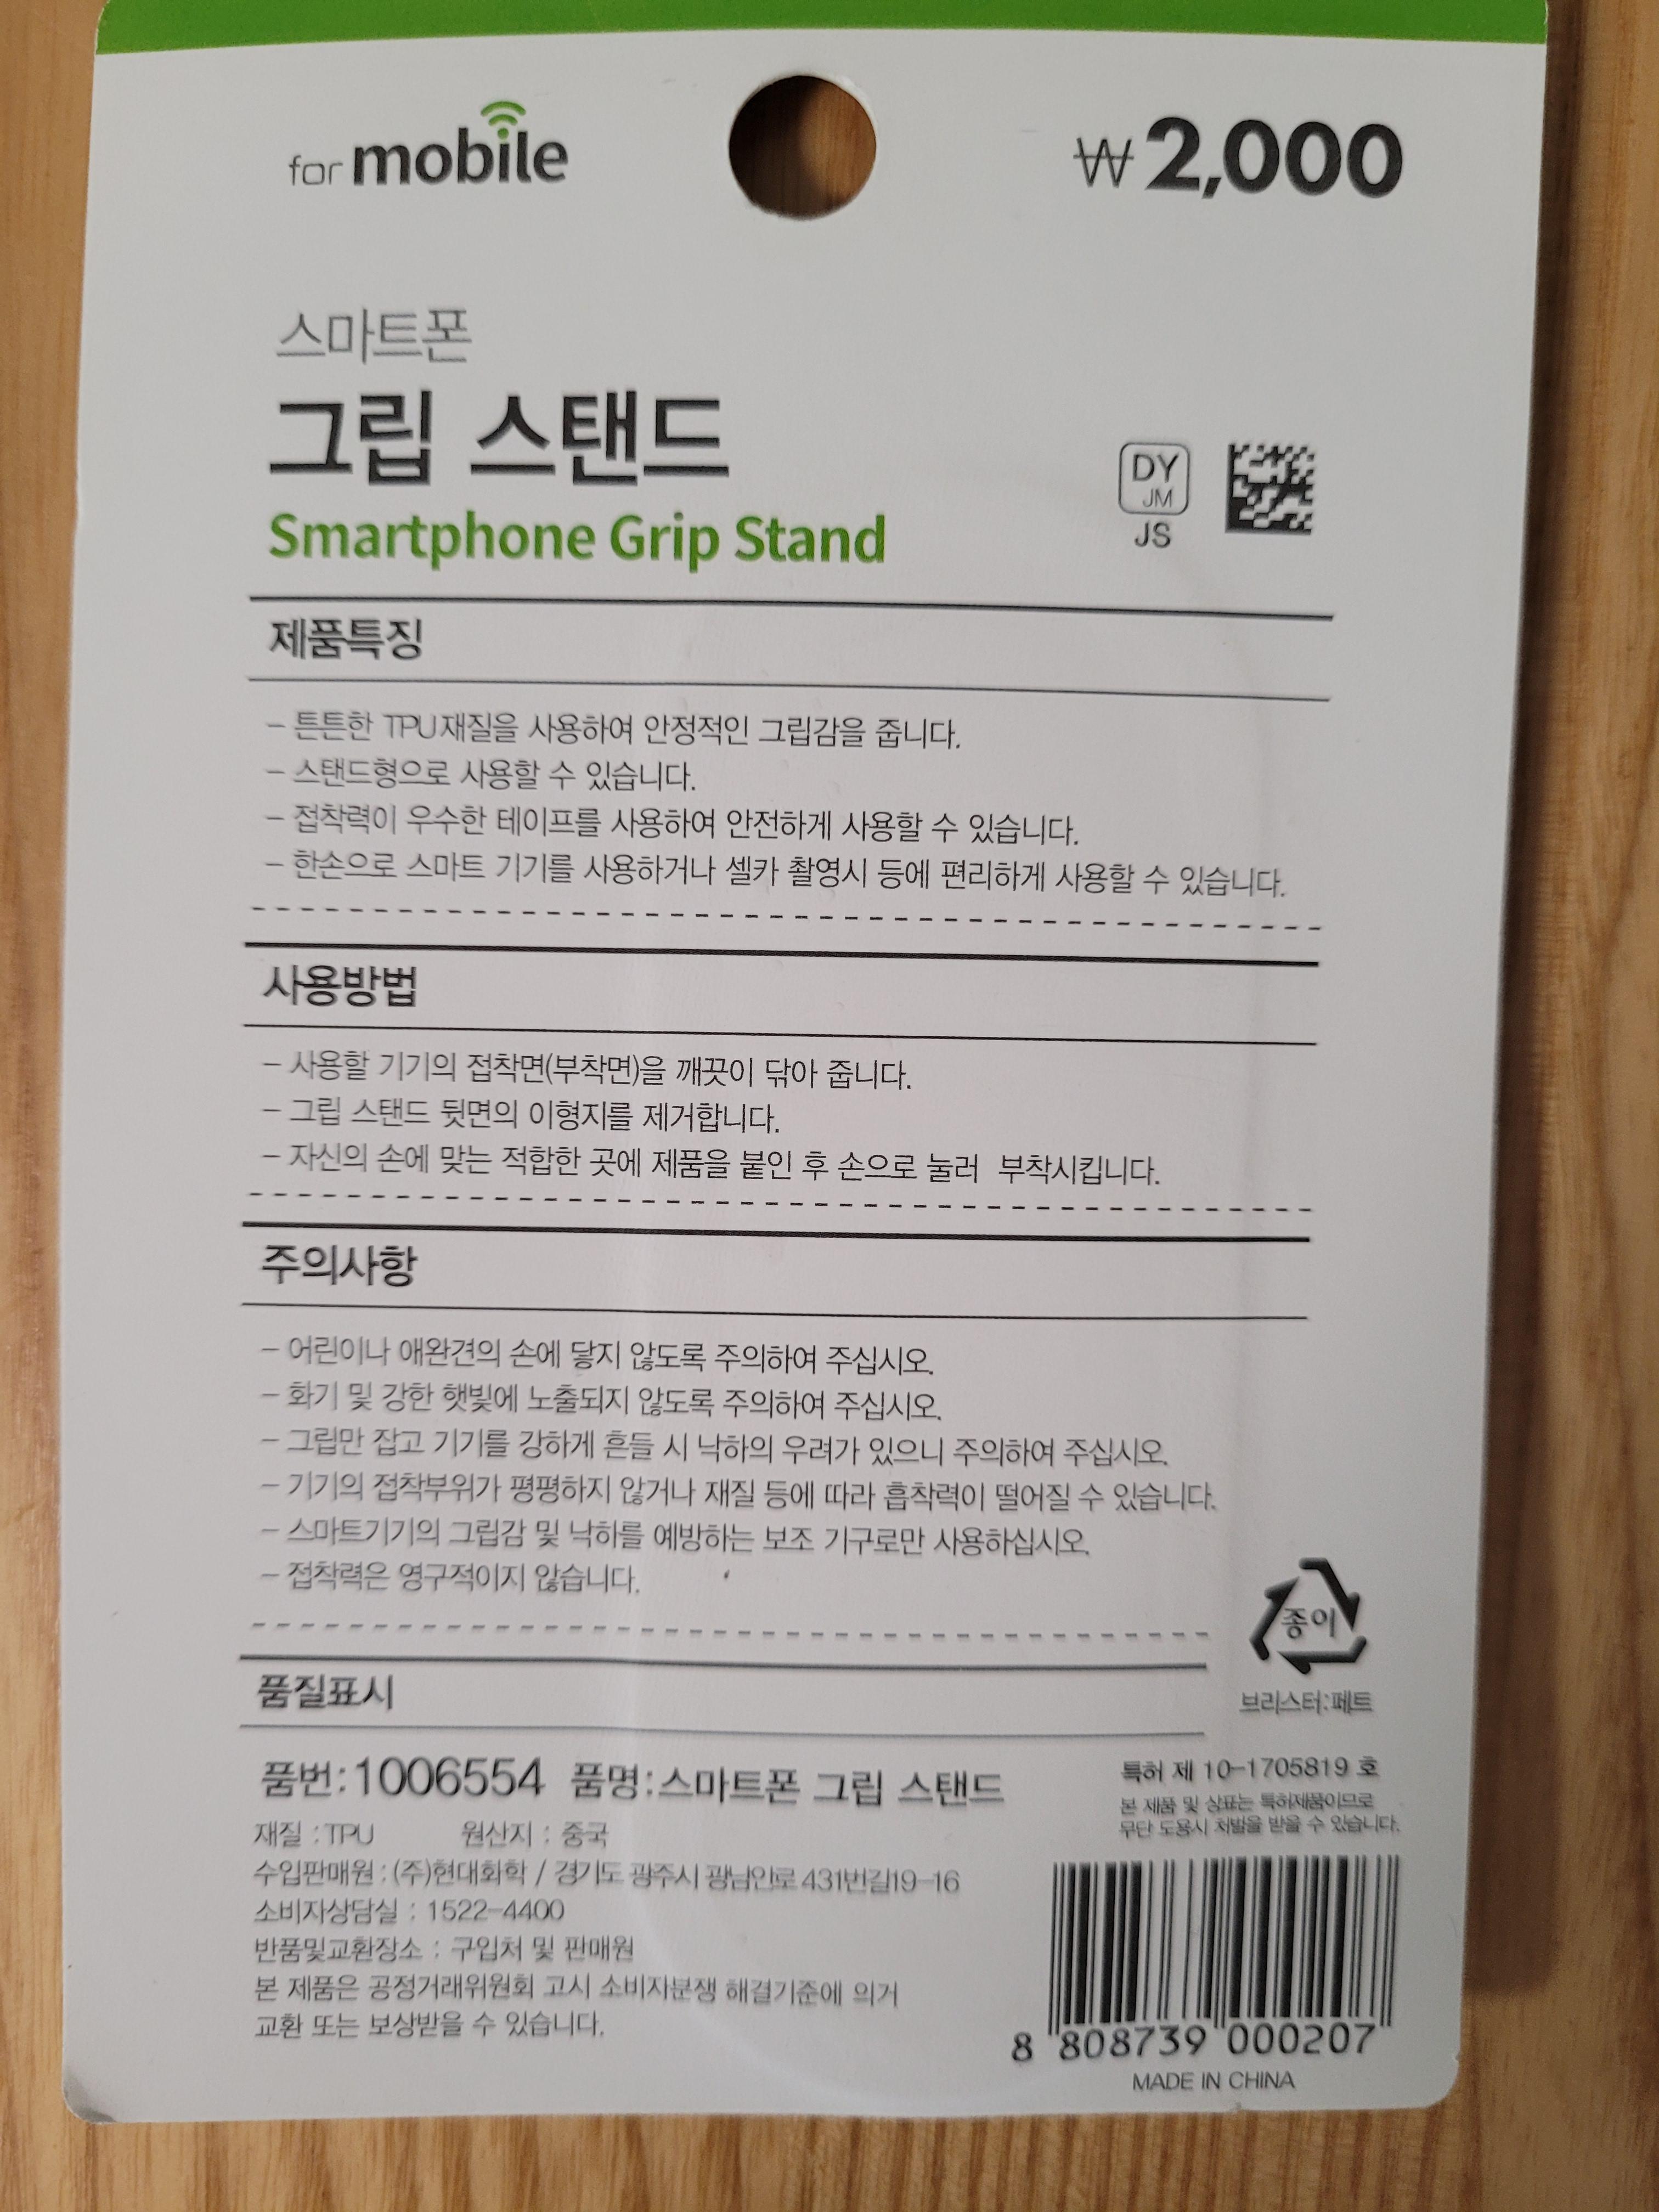 for mobile
₩2,000
스마트폰
그립 스탠드
Smartphone Grip Stand
DY
JM
JS
제품특징
– 튼튼한 TPU재질을 사용하여 안정적인 그립감을 줍니다.
– 스탠드형으로 사용할 수 있습니다.
– 접착력이 우수한 테이프를 사용하여 안전하게 사용할 수 있습니다.
– 한손으로 스마트 기기를 사용하거나 셀카 촬영시 등에 편리하게 사용할 수 있습니다.
사용방법
– 사용할 기기의 접착면(부착면)을 깨끗이 닦아 줍니다.
– 그립 스탠드 뒷면의 이형지를 제거합니다.
– 자신의 손에 맞는 적합한 곳에 제품을 붙인 후 손으로 눌러 부착시킵니다.
주의사항
– 어린이나 애완견의 손에 닿지 않도록 주의하여 주십시오.
– 화기 및 강한 햇빛에 노출되지 않도록 주의하여 주십시오.
– 그립만 잡고 기기를 강하게 흔들 시 낙하의 우려가 있으니 주의하여 주십시오.
– 기기의 접착부위가 평평하지 않거나 재질 등에 따라 흡착력이 떨어질 수 있습니다.
– 스마트기기의 그립감 및 낙하를 예방하는 보조 기구로만 사용하십시오.
– 접착력은 영구적이지 않습니다.
종이
브리스터:페트
품질표시
품번:1006554 품명:스마트폰 그립 스탠드
재질 : TPU 원산지 : 중국
수입판매원 : (주)현대화학 / 경기도 광주시 광남안로 431번길19-16
소비자상담실 : 1522-4400
반품및교환장소 : 구입처 및 판매원
본 제품은 공정거래위원회 고시 소비자분쟁 해결기준에 의거
교환 또는 보상받을 수 있습니다.
특허 제 10-1705819 호
본 제품 및 상표는 특허제품이므로
무단 도용시 처벌을 받을 수 있습니다.
8 808739 000207
MADE IN CHINA